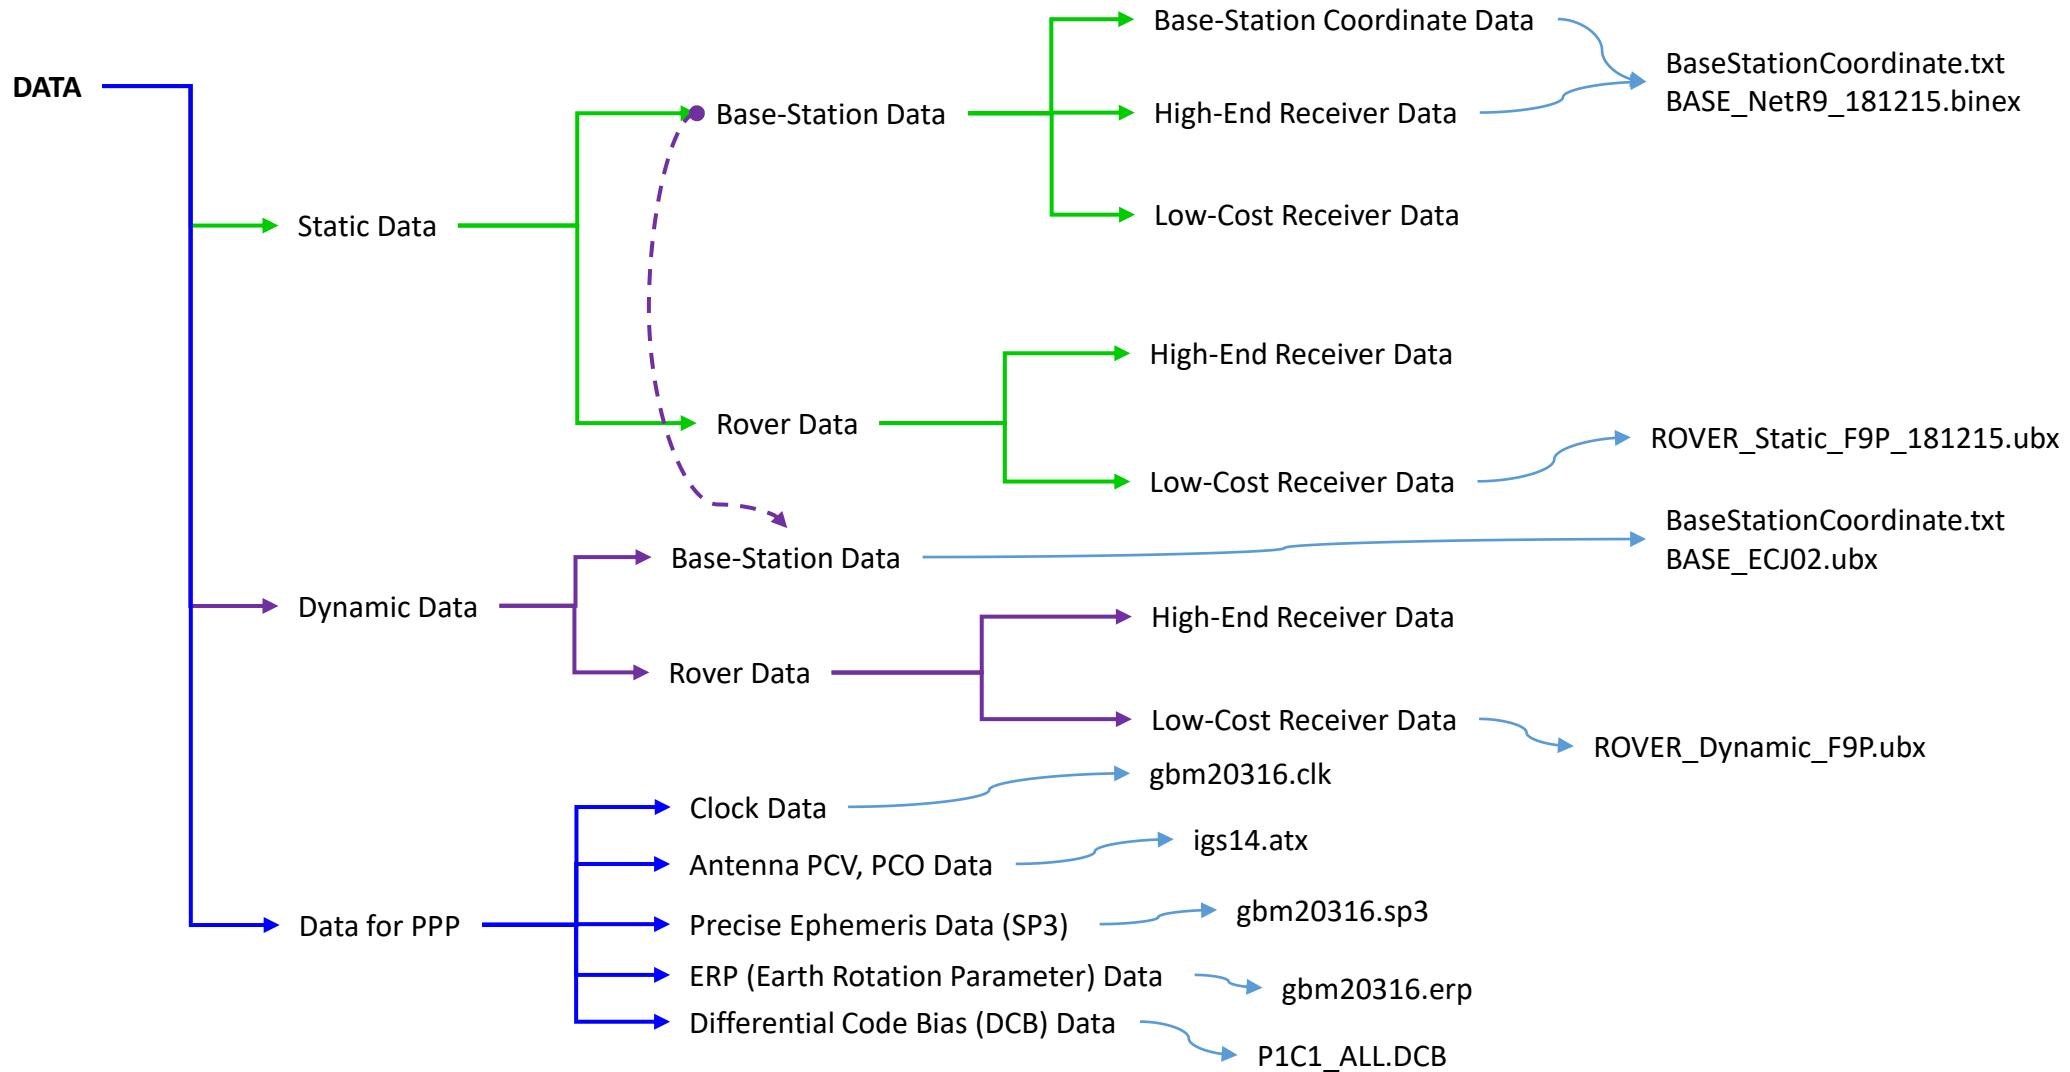 DATA
Static Data
Base-Station Data
Base-Station Coordinate Data
BaseStationCoordinate.txt
BASE_NetR9_181215.binex
High-End Receiver Data
Low-Cost Receiver Data
Rover Data
High-End Receiver Data
Low-Cost Receiver Data
ROVER_Static_F9P_181215.ubx
Dynamic Data
Base-Station Data
BaseStationCoordinate.txt
BASE_ECJ02.ubx
Rover Data
High-End Receiver Data
Low-Cost Receiver Data
ROVER_Dynamic_F9P.ubx
Data for PPP
Clock Data
gbm20316.clk
Antenna PCV, PCO Data
igs14.atx
Precise Ephemeris Data (SP3)
gbm20316.sp3
ERP (Earth Rotation Parameter) Data
gbm20316.erp
Differential Code Bias (DCB) Data
P1C1_ALL.DCB